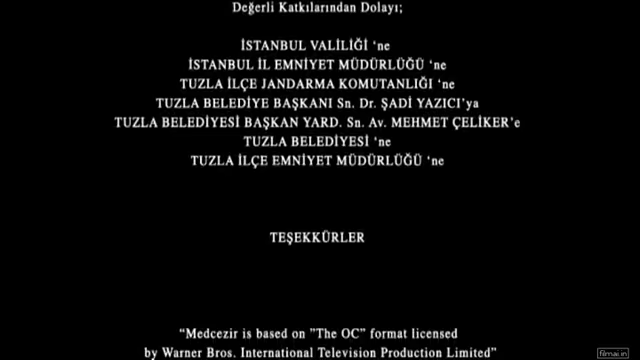 Değerli Katkılarından Dolayı;
İSTANBUL VALİLİĞİ ‘ne
İSTANBUL İL EMNİYET MÜDÜRLÜĞÜ ‘ne
TUZLA İLÇE JANDARMA KOMUTANLIĞI ‘ne
TUZLA BELEDİYE BAŞKANI Sn. Dr. ŞADİ YAZICI’ya
TUZLA BELEDİYESİ BAŞKAN YARD. Sn. Av. MEHMET ÇELİKER’e
TUZLA BELEDİYESİ ‘ne
TUZLA İLÇE EMNİYET MÜDÜRLÜĞÜ ‘ne
TEŞEKKÜRLER
“Medcezir is based on ”The OC” format licensed
by Warner Bros. International Television Production Limited”
filmai.in